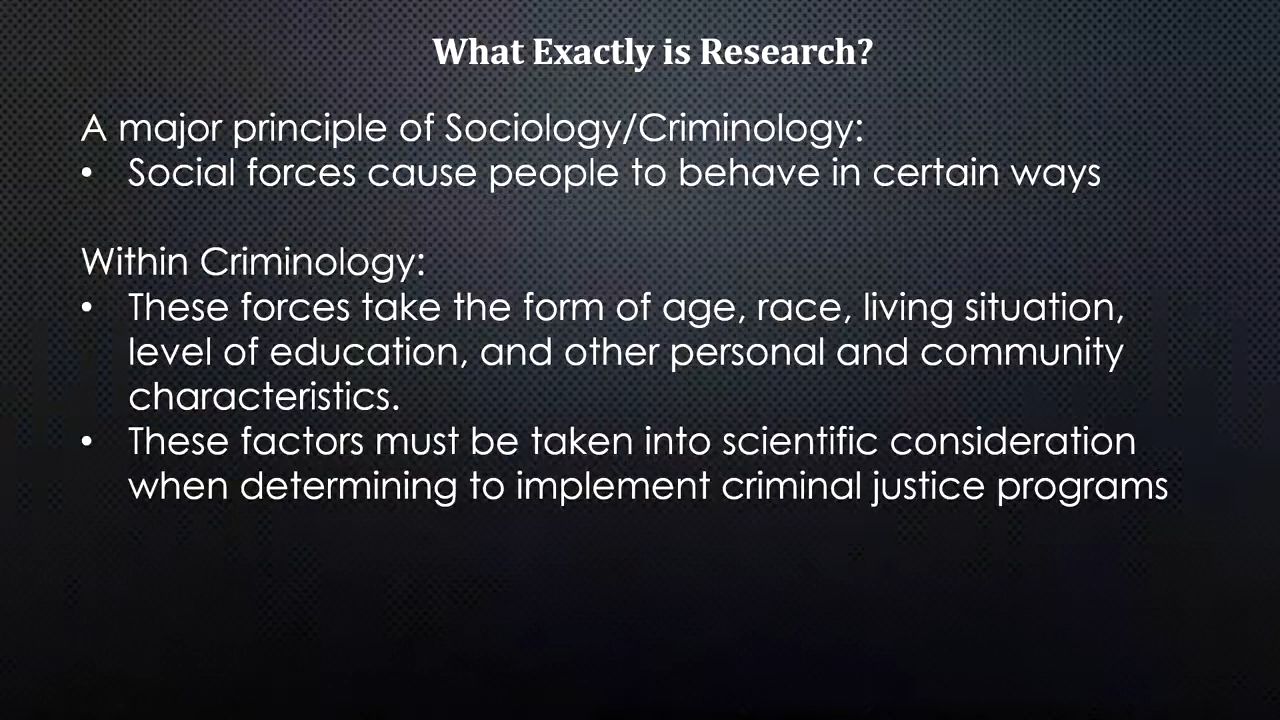 What Exactly is Research?
A major principle of Sociology/Criminology:
• Social forces cause people to behave in certain ways
Within Criminology:
• These forces take the form of age, race, living situation,
level of education, and other personal and community
characteristics.
• These factors must be taken into scientific consideration
when determining to implement criminal justice programs